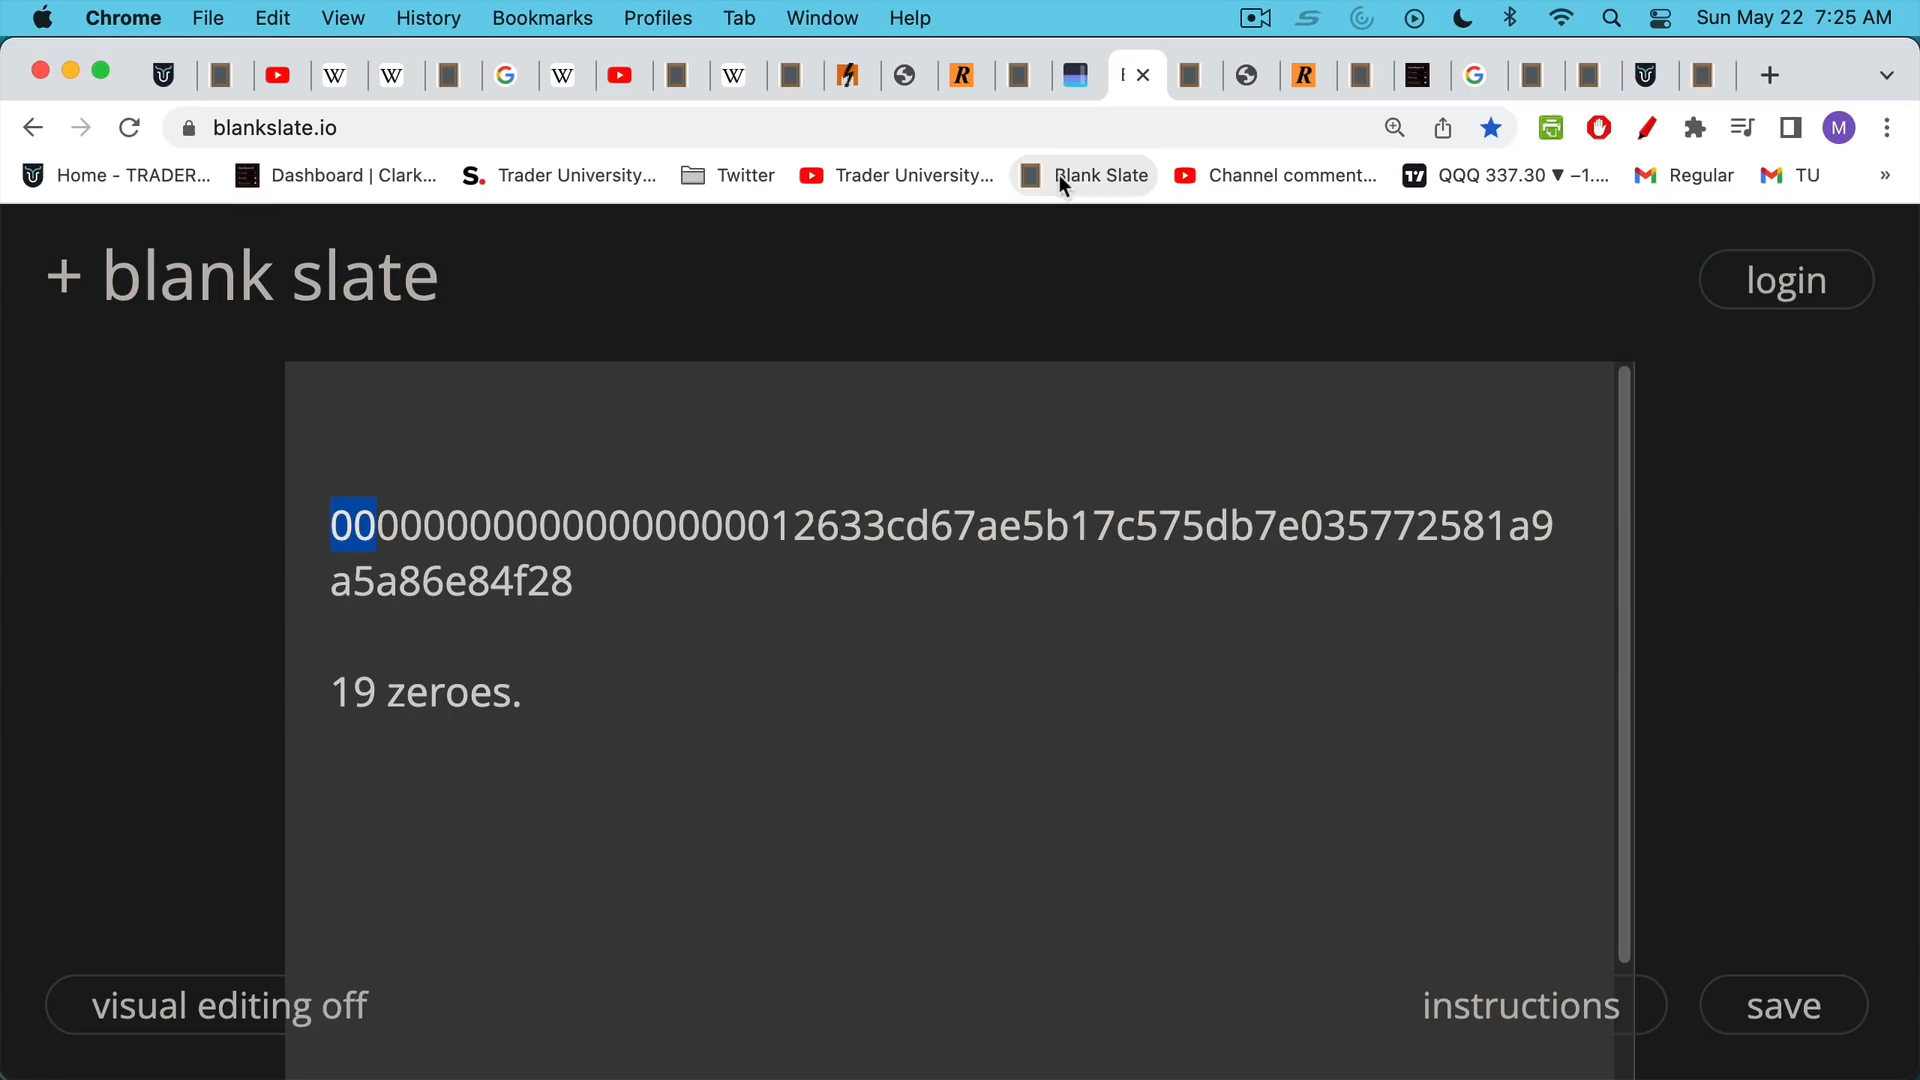 Chrome File Edit View History Bookmarks Profiles Tab Window Help Sun May 22 7:25 AM
blankslate.io
Home - TRADER... Dashboard | Clark... Trader University... Twitter Trader University... Blank Slate Channel comment... QQQ 337.30 ▼ −1.... Regular TU »
+ blank slate
login
000000000000000000012633cd67ae5b17c575db7e035772581a9
a5a86e84f28
19 zeroes.
visual editing off
instructions
save